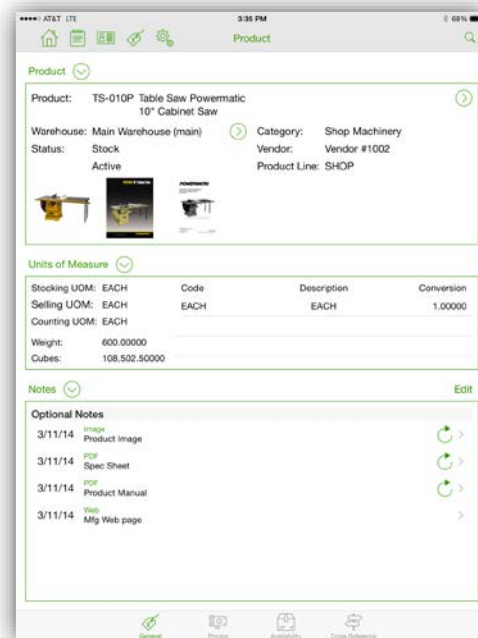 AT&T LTE 3:35 PM 68%
Product
Product
Product: TS-010P Table Saw Powermatic
10" Cabinet Saw
Warehouse: Main Warehouse (main) Category: Shop Machinery
Status: Stock Vendor: Vendor #1002
Active Product Line: SHOP
POWERMATIC
Units of Measure
Stocking UOM: EACH Code Description Conversion
Selling UOM: EACH EACH EACH 1.00000
Counting UOM: EACH
Weight: 600.00000
Cubes: 108,502.50000
Notes Edit
Optional Notes
3/11/14 Image
Product Image
3/11/14 PDF
Spec Sheet
3/11/14 PDF
Product Manual
3/11/14 Web
Mfg Web page
General Pricing Availability Cross Reference